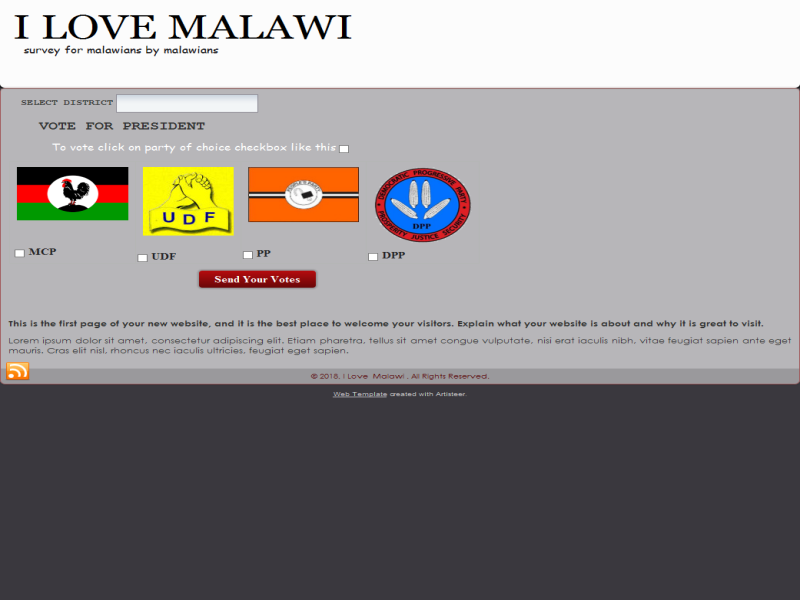 I LOVE MALAWI
survey for malawians by malawians
SELECT DISTRICT
VOTE FOR PRESIDENT
To vote click on party of choice checkbox like this
UDF
DEMOCRATIC PROGRESSIVE PARTY
DPP
PROSPERITY JUSTICE SECURITY
MCP
UDF
PP
DPP
Send Your Votes
This is the first page of your new website, and it is the best place to welcome your visitors. Explain what your website is about and why it is great to visit.
Lorem ipsum dolor sit amet, consectetur adipiscing elit. Etiam pharetra, tellus sit amet congue vulputate, nisi erat iaculis nibh, vitae feugiat sapien ante eget
mauris. Cras elit nisl, rhoncus nec iaculis ultricies, feugiat eget sapien.
© 2018, I Love Malawi . All Rights Reserved.
Web Template created with Artisteer.